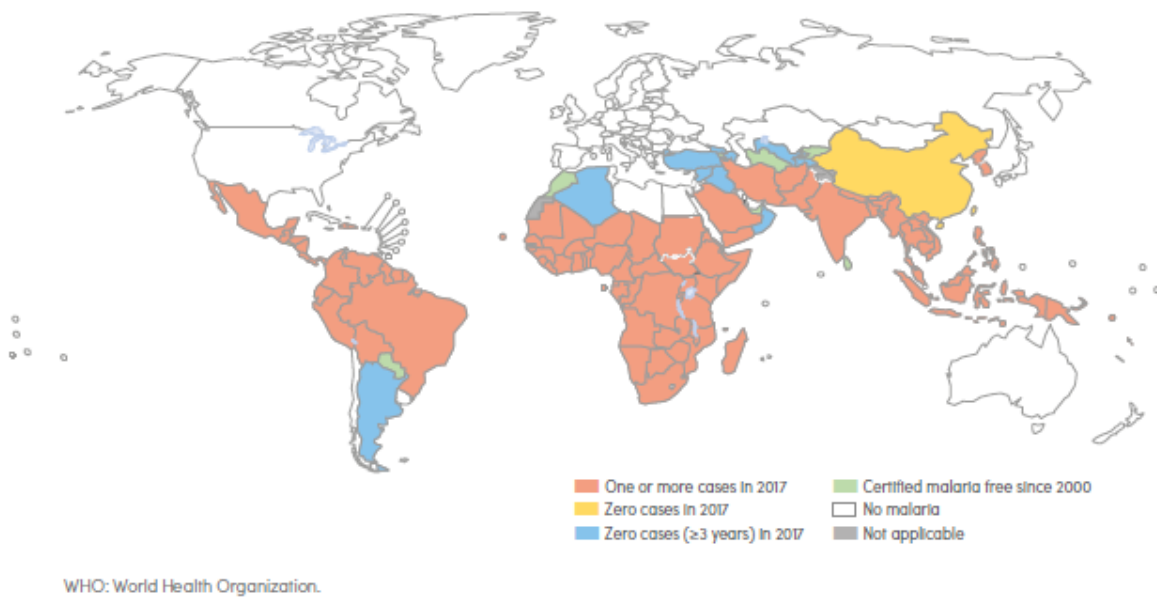 One or more cases in 2017
Zero cases in 2017
Zero cases (≥3 years) in 2017
Certified malaria free since 2000
No malaria
Not applicable
WHO: World Health Organization.